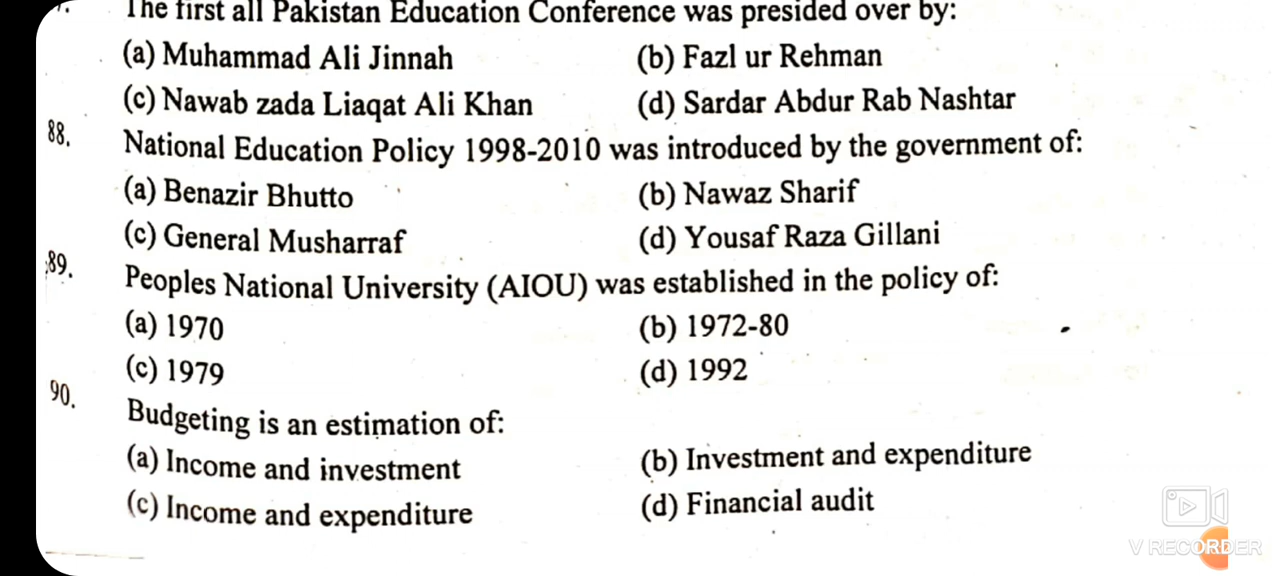 The first all Pakistan Education Conference was presided over by:
(a) Muhammad Ali Jinnah (b) Fazl ur Rehman
(c) Nawab zada Liaqat Ali Khan (d) Sardar Abdur Rab Nashtar
88. National Education Policy 1998-2010 was introduced by the government of:
(a) Benazir Bhutto (b) Nawaz Sharif
(c) General Musharraf (d) Yousaf Raza Gillani
89. Peoples National University (AIOU) was established in the policy of:
(a) 1970 (b) 1972-80
(c) 1979 (d) 1992
90. Budgeting is an estimation of:
(a) Income and investment (b) Investment and expenditure
(c) Income and expenditure (d) Financial audit
V RECORDER